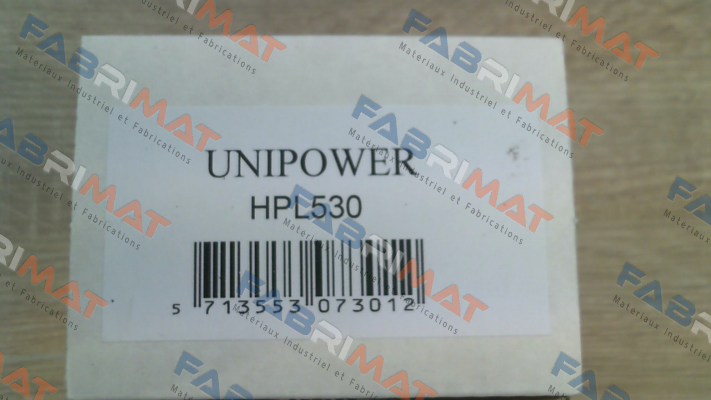 UNIPOWER
HPL530
5 713553 073012
FABRIMAT
Materiaux Industriel et Fabrications